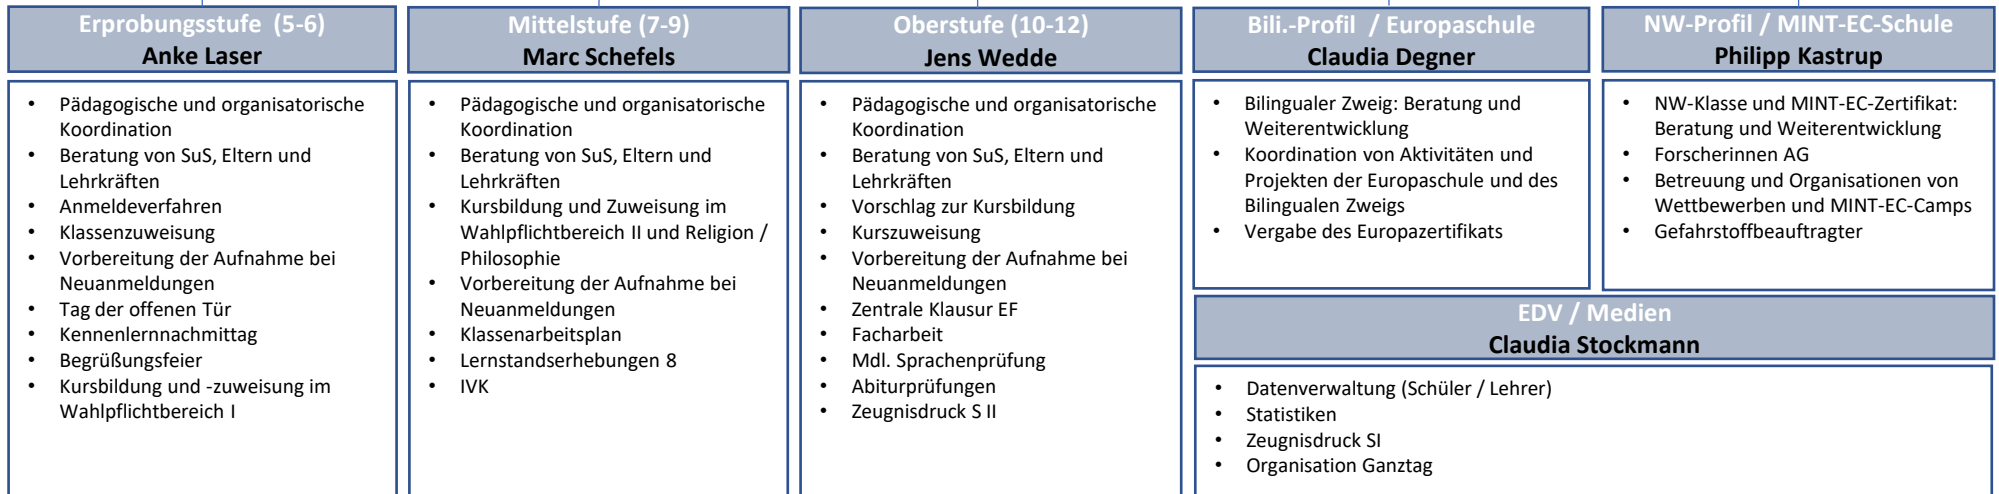 Erprobungsstufe (5-6)
Anke Laser
• Pädagogische und organisatorische
Koordination
• Beratung von SuS, Eltern und
Lehrkräften
• Anmeldeverfahren
• Klassenzuweisung
• Vorbereitung der Aufnahme bei
Neuanmeldungen
• Tag der offenen Tür
• Kennenlernnachmittag
• Begrüßungsfeier
• Kursbildung und -zuweisung im
Wahlpflichtbereich I
Mittelstufe (7-9)
Marc Schefels
• Pädagogische und organisatorische
Koordination
• Beratung von SuS, Eltern und
Lehrkräften
• Kursbildung und Zuweisung im
Wahlpflichtbereich II und Religion /
Philosophie
• Vorbereitung der Aufnahme bei
Neuanmeldungen
• Klassenarbeitsplan
• Lernstandserhebungen 8
• IVK
Oberstufe (10-12)
Jens Wedde
• Pädagogische und organisatorische
Koordination
• Beratung von SuS, Eltern und
Lehrkräften
• Vorschlag zur Kursbildung
• Kurszuweisung
• Vorbereitung der Aufnahme bei
Neuanmeldungen
• Zentrale Klausur EF
• Facharbeit
• Mdl. Sprachenprüfung
• Abiturprüfungen
• Zeugnisdruck S II
Bili.-Profil / Europaschule
Claudia Degner
• Bilingualer Zweig: Beratung und
Weiterentwicklung
• Koordination von Aktivitäten und
Projekten der Europaschule und des
Bilingualen Zweigs
• Vergabe des Europazertifikats
NW-Profil / MINT-EC-Schule
Philipp Kastrup
• NW-Klasse und MINT-EC-Zertifikat:
Beratung und Weiterentwicklung
• Forscherinnen AG
• Betreuung und Organisationen von
Wettbewerben und MINT-EC-Camps
• Gefahrstoffbeauftragter
EDV / Medien
Claudia Stockmann
• Datenverwaltung (Schüler / Lehrer)
• Statistiken
• Zeugnisdruck SI
• Organisation Ganztag